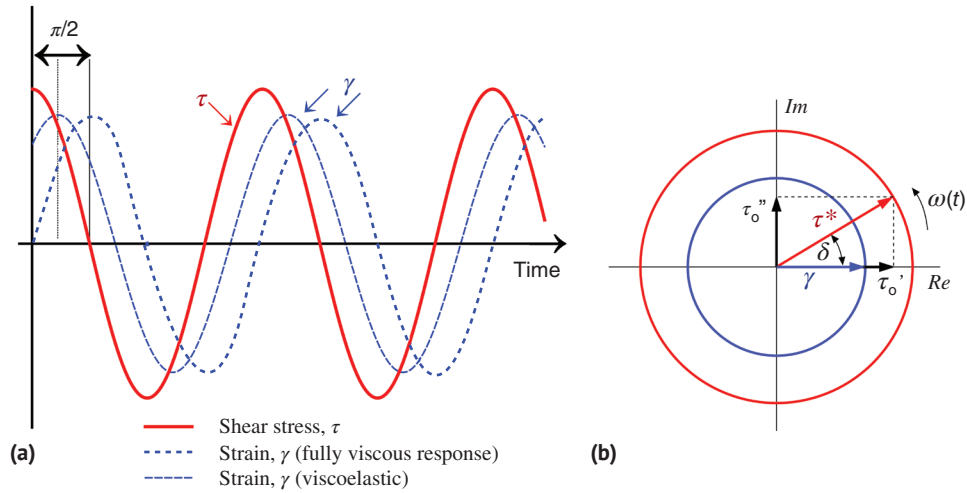 π/2
τ
γ
Time
Shear stress, τ
Strain, γ (fully viscous response)
Strain, γ (viscoelastic)
(a)
Im
ω(t)
τo"
τ*
δ
γ
τo'
Re
(b)